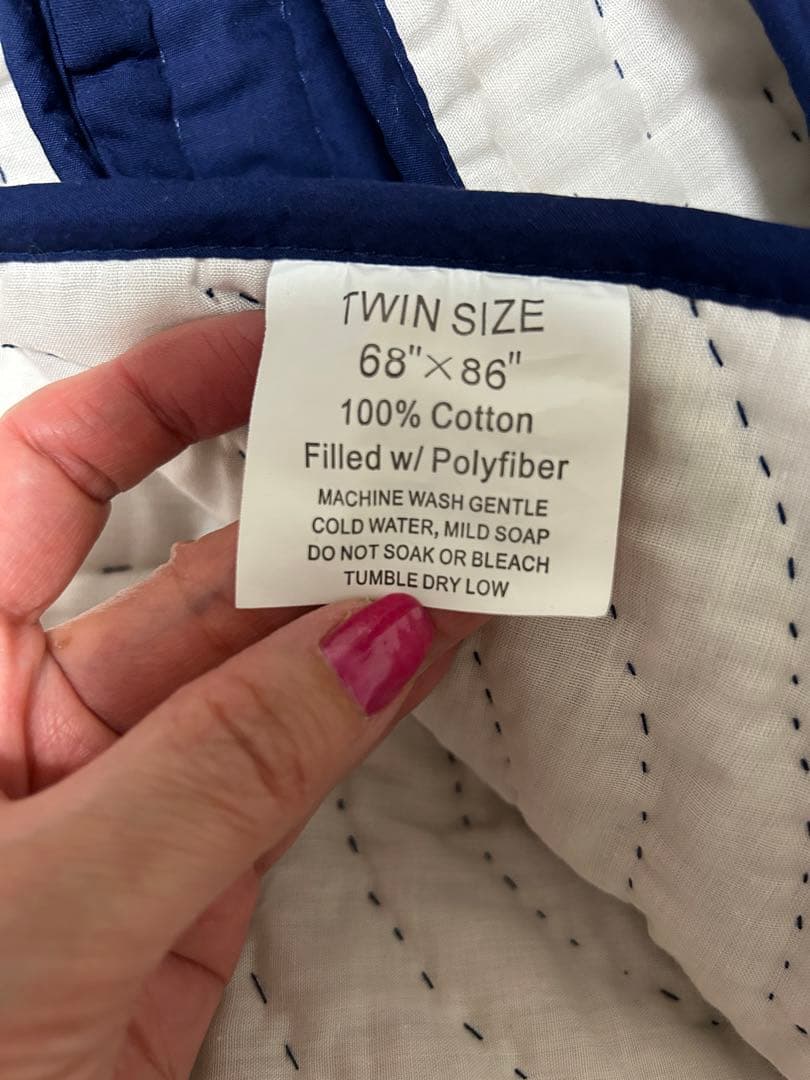 TWIN SIZE
68"×86"
100% Cotton
Filled w/ Polyfiber
MACHINE WASH GENTLE
COLD WATER, MILD SOAP
DO NOT SOAK OR BLEACH
TUMBLE DRY LOW